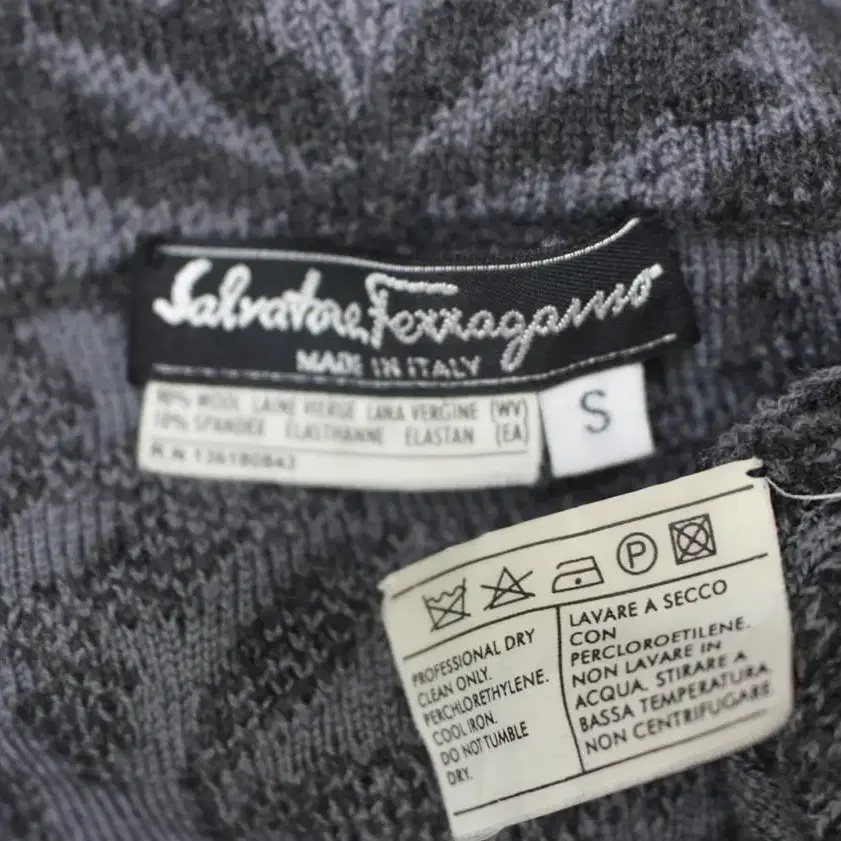 Salvatore Ferragamo
MADE IN ITALY
90% WOOL LAINE VIERGE LANA VERGINE (WV)
10% SPANDEX ELASTHANNE ELASTAN (EA)
S
P
PROFESSIONAL DRY
CLEAN ONLY.
PERCHLORETHYLENE.
COOL IRON.
DO NOT TUMBLE
DRY.
LAVARE A SECCO
CON
PERCLOROETILENE.
NON LAVARE IN
ACQUA. STIRARE A
BASSA TEMPERATURA.
NON CENTRIFUGARE.